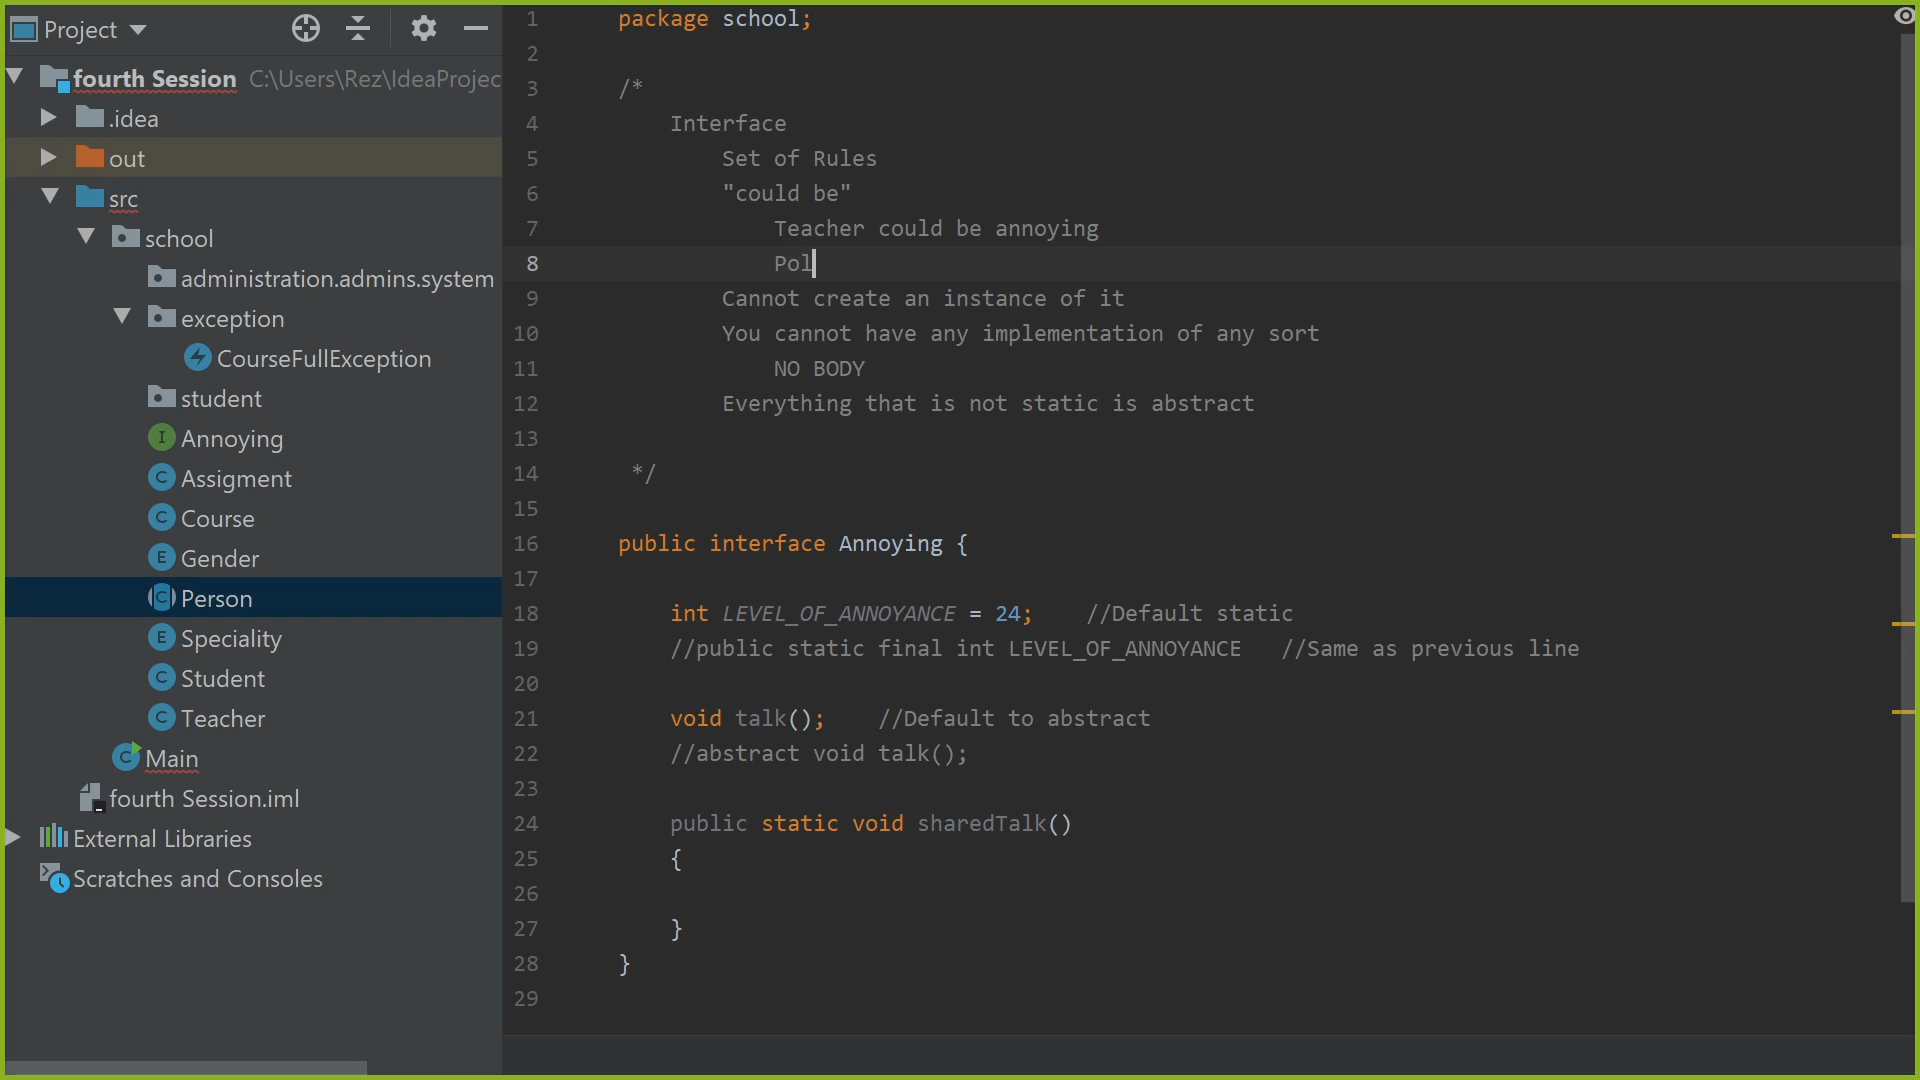 Project
fourth Session C:\Users\Rez\IdeaProjec
.idea
out
src
school
administration.admins.system
exception
CourseFullException
student
I Annoying
C Assigment
C Course
E Gender
C Person
E Speciality
C Student
C Teacher
C Main
fourth Session.iml
External Libraries
Scratches and Consoles
1 package school;
2
3 /*
4 Interface
5 Set of Rules
6 "could be"
7 Teacher could be annoying
8 Pol
9 Cannot create an instance of it
10 You cannot have any implementation of any sort
11 NO BODY
12 Everything that is not static is abstract
13
14 */
15
16 public interface Annoying {
17
18 int LEVEL_OF_ANNOYANCE = 24; //Default static
19 //public static final int LEVEL_OF_ANNOYANCE //Same as previous line
20
21 void talk(); //Default to abstract
22 //abstract void talk();
23
24 public static void sharedTalk()
25 {
26
27 }
28 }
29